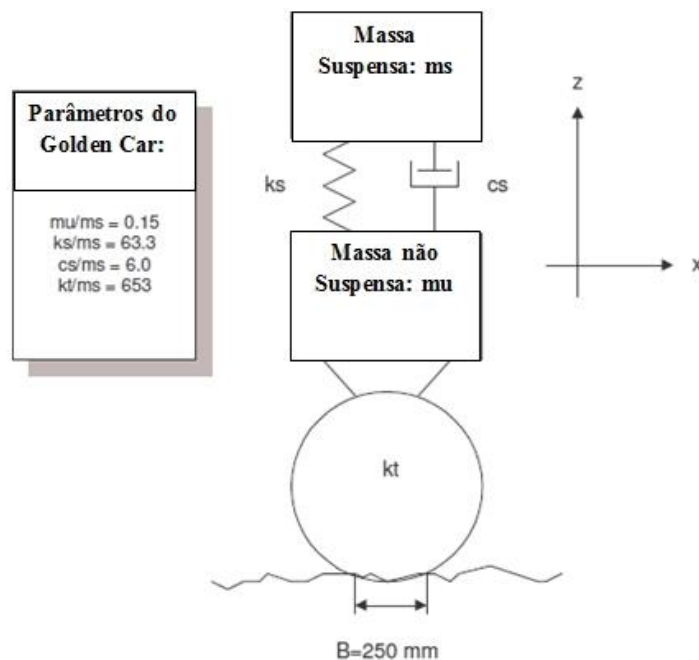 Parâmetros do
Golden Car:
mu/ms = 0.15
ks/ms = 63.3
cs/ms = 6.0
kt/ms = 653
Massa
Suspensa: ms
ks
cs
Massa não
Suspensa: mu
kt
B=250 mm
z
x